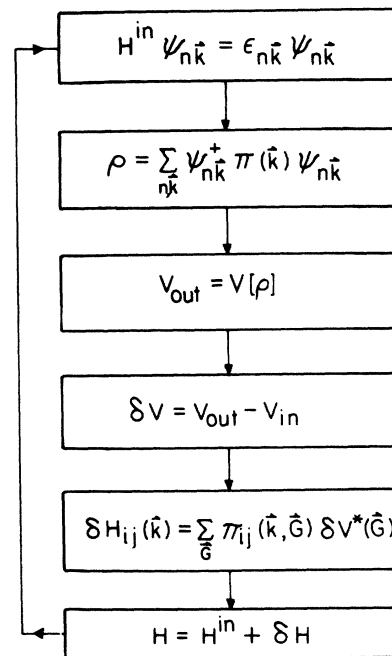 H^in ψ_nk⃗ = ϵ_nk⃗ ψ_nk⃗
ρ = Σ_nk⃗ ψ^+_nk⃗ π(k⃗) ψ_nk⃗
V_out = V[ρ]
δV = V_out − V_in
δH_ij(k⃗) = Σ_G⃗ π_ij(k⃗, G⃗) δV*(G⃗)
H = H^in + δH